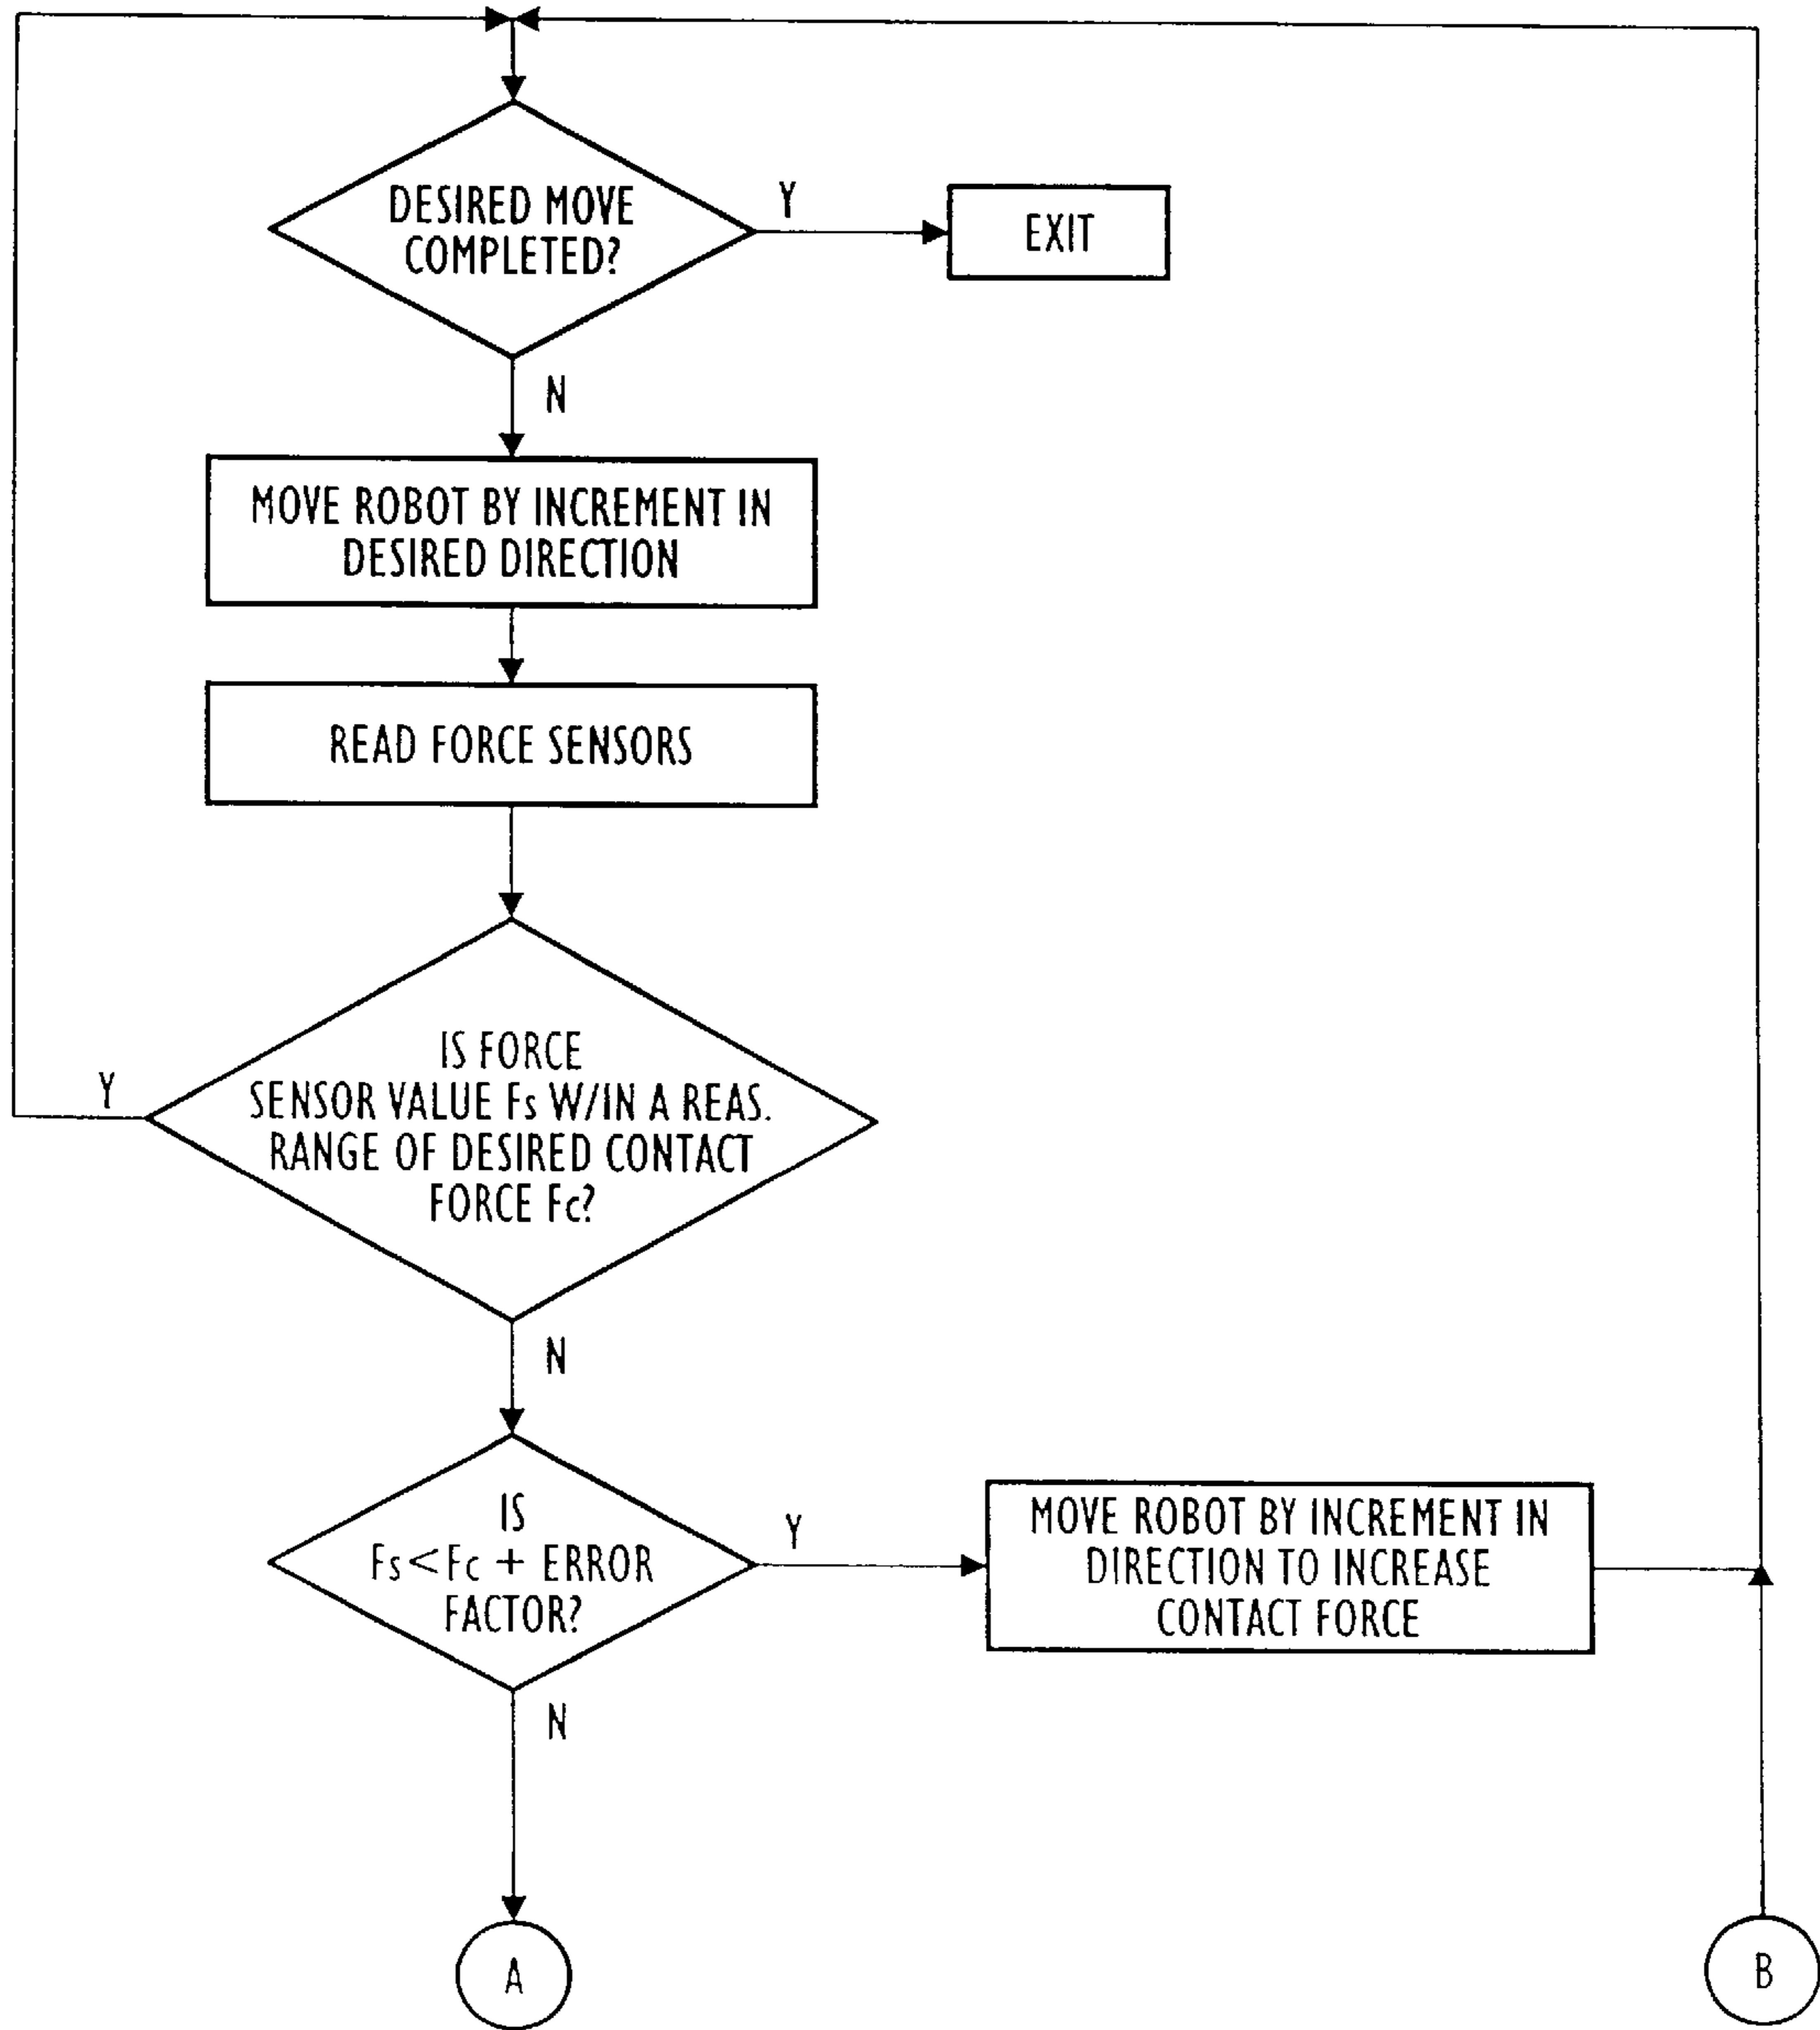 DESIRED MOVE
COMPLETED?
Y
EXIT
N
MOVE ROBOT BY INCREMENT IN
DESIRED DIRECTION
READ FORCE SENSORS
IS FORCE
SENSOR VALUE Fs W/IN A REAS.
RANGE OF DESIRED CONTACT
FORCE Fc?
Y
N
IS
Fs<Fc + ERROR
FACTOR?
Y
MOVE ROBOT BY INCREMENT IN
DIRECTION TO INCREASE
CONTACT FORCE
N
A
B